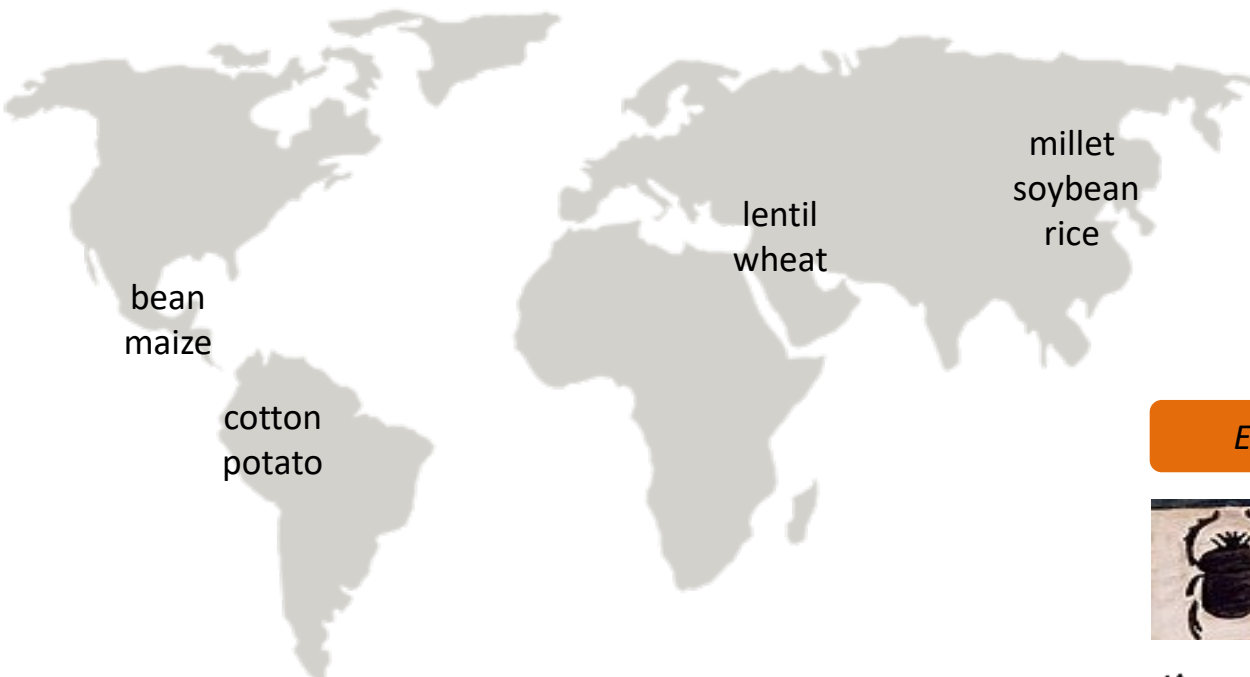 millet
soybean
rice
lentil
wheat
bean
maize
cotton
potato
E